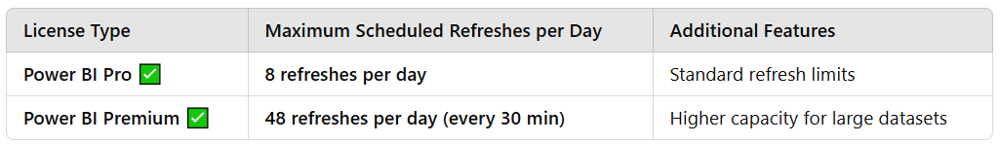 License Type Maximum Scheduled Refreshes per Day Additional Features
Power BI Pro ✅ 8 refreshes per day Standard refresh limits
Power BI Premium ✅ 48 refreshes per day (every 30 min) Higher capacity for large datasets